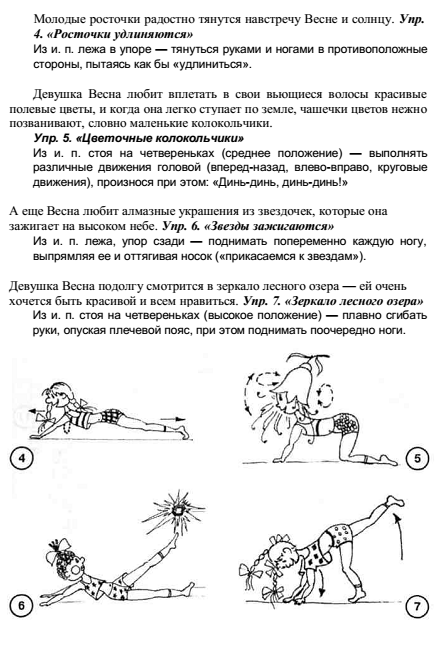 Молодые росточки радостно тянутся навстречу Весне и солнцу. Упр.
4. «Росточки удлиняются»
Из и. п. лежа в упоре — тянуться руками и ногами в противоположные
стороны, пытаясь как бы «удлиниться».
Девушка Весна любит вплетать в свои вьющиеся волосы красивые
полевые цветы, и когда она легко ступает по земле, чашечки цветов нежно
позванивают, словно маленькие колокольчики.
Упр. 5. «Цветочные колокольчики»
Из и. п. стоя на четвереньках (среднее положение) — выполнять
различные движения головой (вперед-назад, влево-вправо, круговые
движения), произнося при этом: «Динь-динь, динь-динь!»
А еще Весна любит алмазные украшения из звездочек, которые она
зажигает на высоком небе. Упр. 6. «Звезды зажигаются»
Из и. п. лежа, упор сзади - поднимать попеременно каждую ногу,
выпрямляя ее и оттягивая носок («прикасаемся к звездам»).
Девушка Весна подолгу смотрится в зеркало лесного озера — ей очень
хочется быть красивой и всем нравиться. Упр. 7. «Зеркало лесного озера»
Из и. п. стоя на четвереньках (высокое положение) — плавно сгибать
руки, опуская плечевой пояс, при этом поднимать поочередно ноги.
4
5
6
7